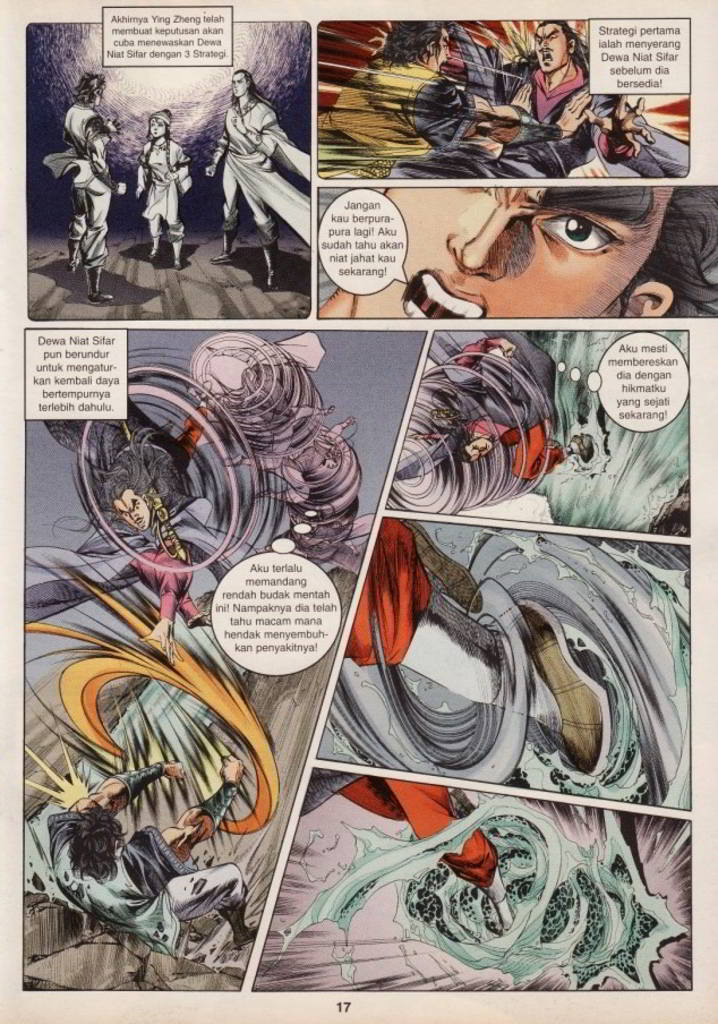 Akhirnya Ying Zheng telah
membuat keputusan akan
cuba menewaskan Dewa
Niat Sifar dengan 3 Strategi.
Strategi pertama
ialah menyerang
Dewa Niat Sifar
sebelum dia
bersedia!
Jangan
kau berpura-
pura lagi! Aku
sudah tahu akan
niat jahat kau
sekarang!
Dewa Niat Sifar
pun berundur
untuk mengatur-
kan kembali daya
bertempurnya
terlebih dahulu.
Aku terlalu
memandang
rendah budak mentah
ini! Nampaknya dia telah
tahu macam mana
hendak menyembuh-
kan penyakitnya!
Aku mesti
membereskan
dia dengan
hikmatku
yang sejati
sekarang!
17